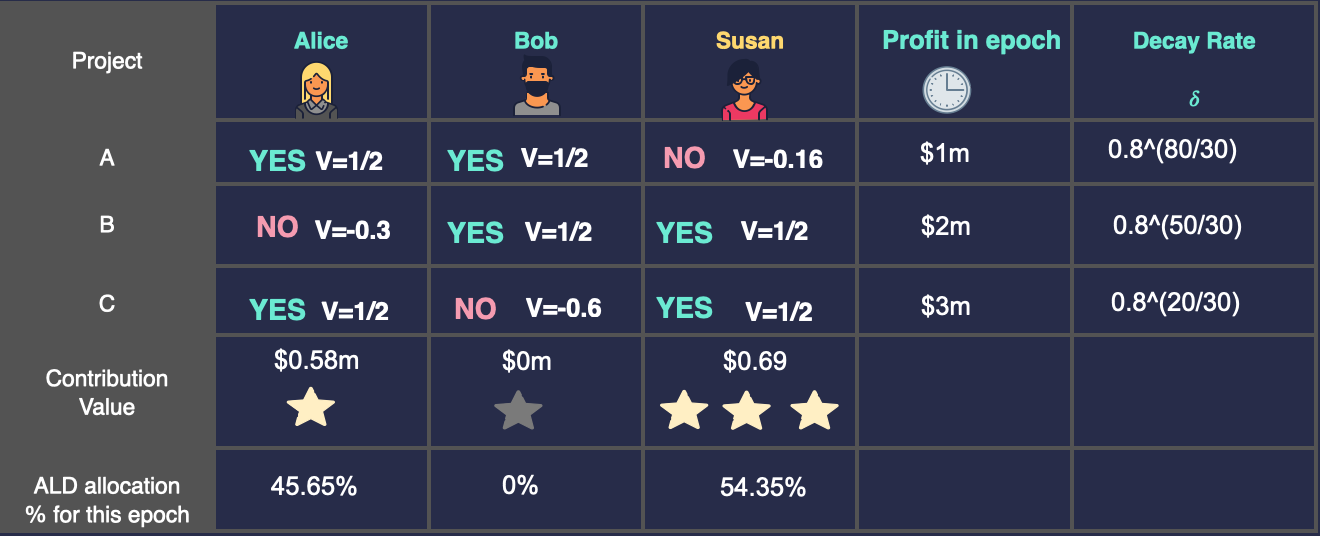 Project
Alice
Bob
Susan
Profit in epoch
Decay Rate
δ
A
YES V=1/2
YES V=1/2
NO V=-0.16
$1m
0.8^(80/30)
B
NO V=-0.3
YES V=1/2
YES V=1/2
$2m
0.8^(50/30)
C
YES V=1/2
NO V=-0.6
YES V=1/2
$3m
0.8^(20/30)
Contribution
Value
$0.58m
$0m
$0.69
ALD allocation
% for this epoch
45.65%
0%
54.35%